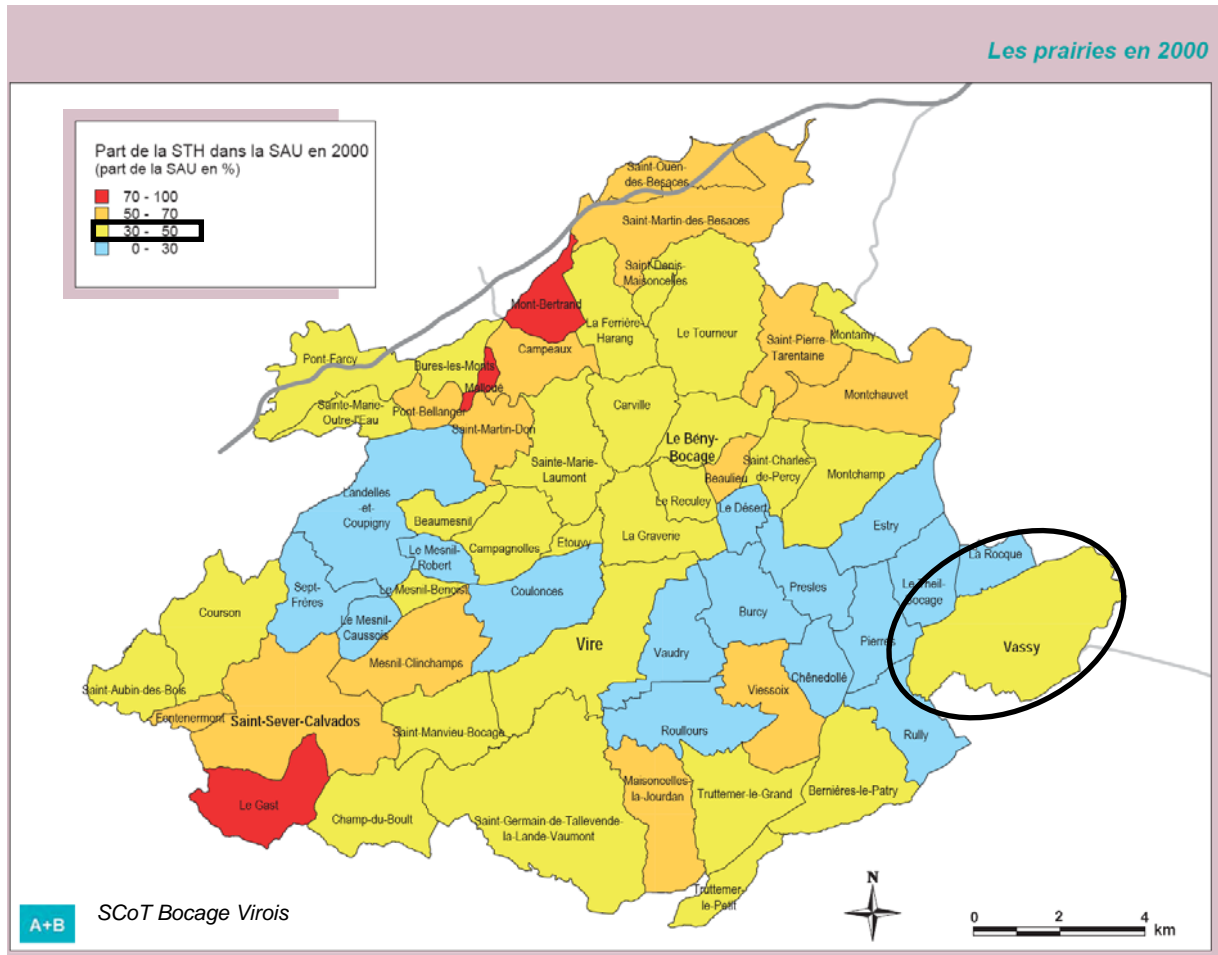 Les prairies en 2000
Part de la STH dans la SAU en 2000
(part de la SAU en %)
70 - 100
50 - 70
30 - 50
0 - 30
Saint-Ouen-
des-Besaces
Saint-Martin-des-Besaces
Saint-Denis-
Maisoncelles
Mont-Bertrand
La Ferrière-
Harang
Le Tourneur
Saint-Pierre-
Tarentaine
Montamy
Campeaux
Pont-Farcy
Bures-les-Monts
Malloué
Montchauvet
Sainte-Marie-
Outre-l'Eau
Pont-Bellanger
Carville
Saint-Martin-Don
Le Bény-
Bocage
Sainte-Marie-
Laumont
Beaulieu
Saint-Charles-
de-Percy
Montchamp
Landelles
-et-
Coupigny
Le Reculey
Le Désert
Beaumesnil
Estry
Campagnolles
Etouvy
La Graverie
Le Mesnil-
Robert
La Rocque
Sept-
Frères
Le Mesnil-Benoist
Coulonces
Presles
Le Theil-
Bocage
Courson
Le Mesnil-
Caussois
Burcy
Vire
Pierres
Vassy
Mesnil-Clinchamps
Vaudry
Chênedollé
Saint-Aubin-des-Bois
Viessoix
Fontenermont
Saint-Sever-Calvados
Saint-Manvieu-Bocage
Roullours
Rully
Maisoncelles-
la-Jourdan
Truttemer-le-Grand
Bernières-le-Patry
Le Gast
Champ-du-Boult
Saint-Germain-de-Tallevende-
la-Lande-Vaumont
Truttemer-
le-Petit
N
A+B
SCoT Bocage Virois
0 2 4
km